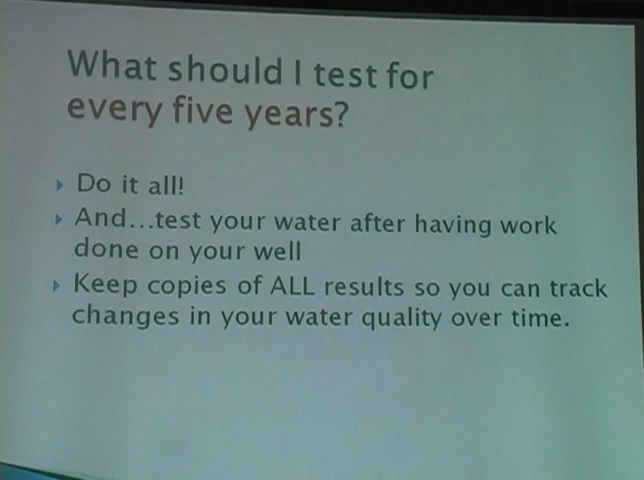 What should I test for
every five years?
Do it all!
And...test your water after having work
done on your well
Keep copies of ALL results so you can track
changes in your water quality over time.